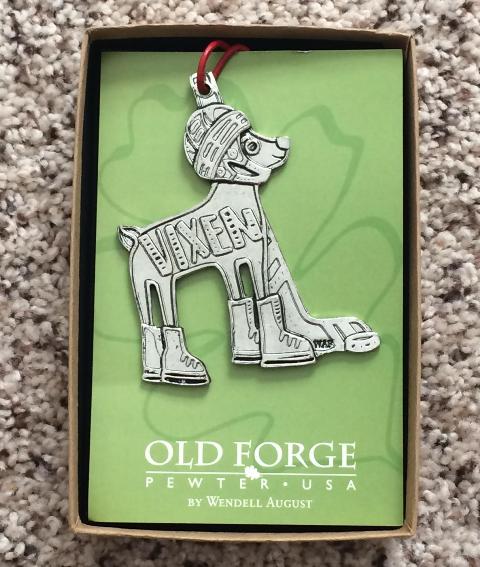 VIXEN
OLD FORGE
PEWTER • USA
BY WENDELL AUGUST